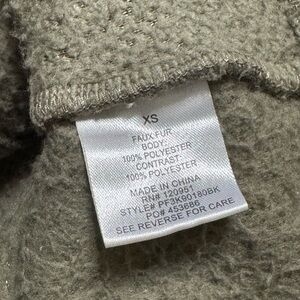 XS
FAUX FUR
BODY:
100% POLYESTER
CONTRAST:
100% POLYESTER
MADE IN CHINA
RN# 120951
STYLE# PF3K90180BK
PO# 453686
SEE REVERSE FOR CARE